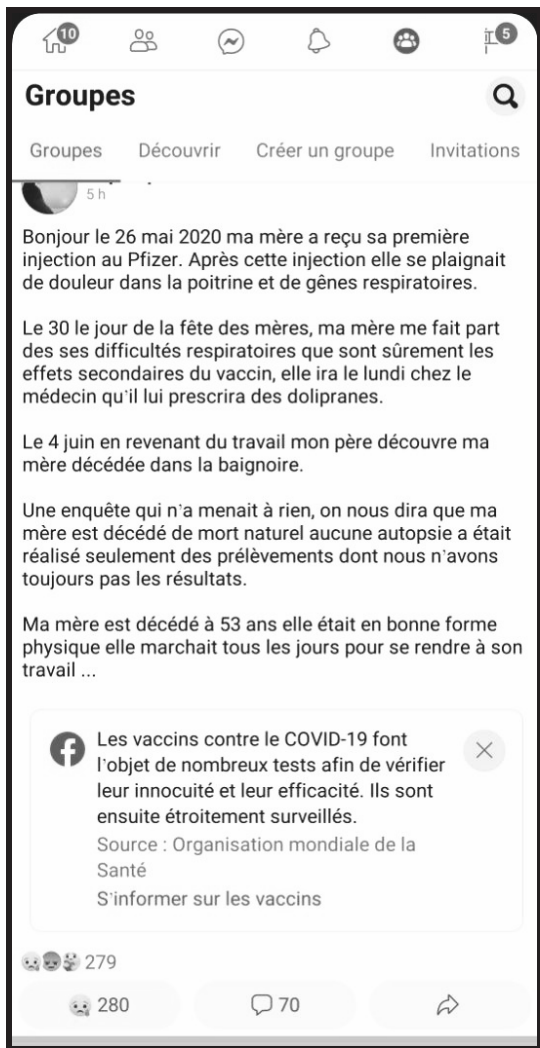 10
5
Groupes
Groupes Découvrir Créer un groupe Invitations
5 h
Bonjour le 26 mai 2020 ma mère a reçu sa première
injection au Pfizer. Après cette injection elle se plaignait
de douleur dans la poitrine et de gênes respiratoires.
Le 30 le jour de la fête des mères, ma mère me fait part
des ses difficultés respiratoires que sont sûrement les
effets secondaires du vaccin, elle ira le lundi chez le
médecin qu'il lui prescrira des dolipranes.
Le 4 juin en revenant du travail mon père découvre ma
mère décédée dans la baignoire.
Une enquête qui n'a menait à rien, on nous dira que ma
mère est décédé de mort naturel aucune autopsie a était
réalisé seulement des prélèvements dont nous n'avons
toujours pas les résultats.
Ma mère est décédé à 53 ans elle était en bonne forme
physique elle marchait tous les jours pour se rendre à son
travail ...
Les vaccins contre le COVID-19 font
l'objet de nombreux tests afin de vérifier
leur innocuité et leur efficacité. Ils sont
ensuite étroitement surveillés.
Source : Organisation mondiale de la
Santé
S'informer sur les vaccins
279
280 70